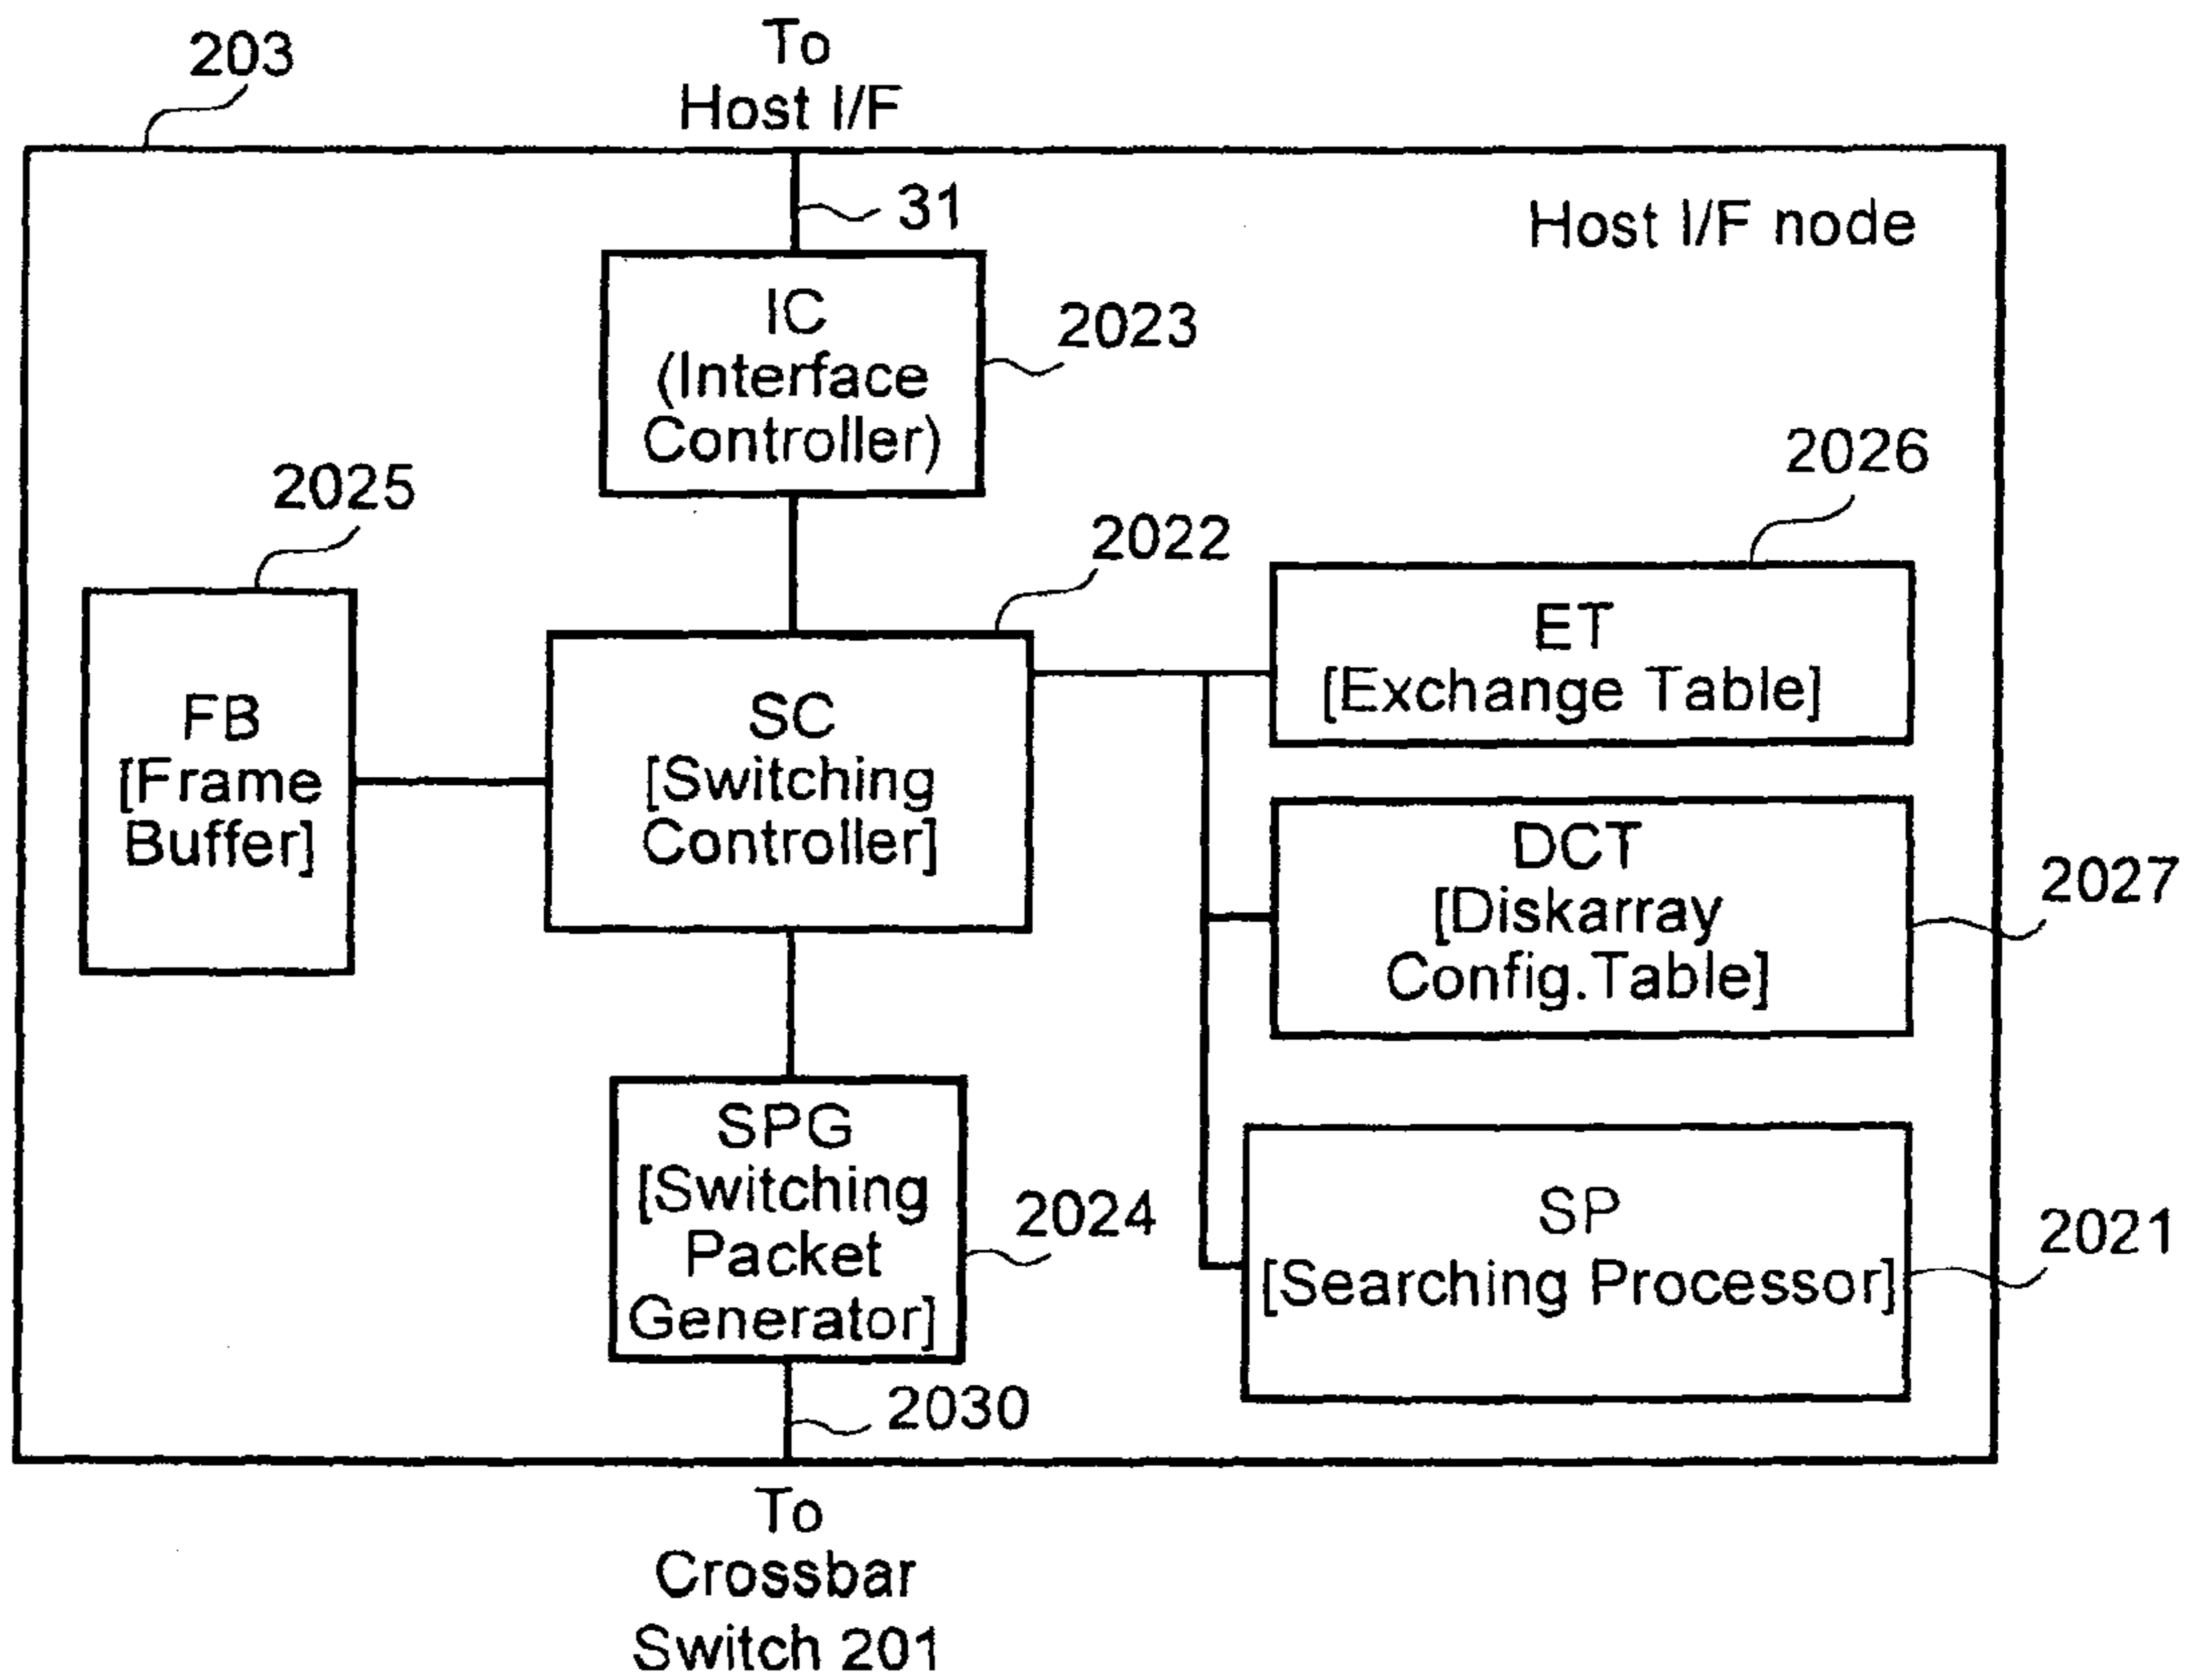 203
To
Host I/F
31
Host I/F node
IC
(Interface
Controller)
2023
2025
2026
2022
FB
[Frame
Buffer]
SC
[Switching
Controller]
ET
[Exchange Table]
DCT
[Diskarray
Config.Table]
2027
SPG
[Switching
Packet
Generator]
2024
SP
[Searching Processor]
2021
2030
To
Crossbar
Switch 201